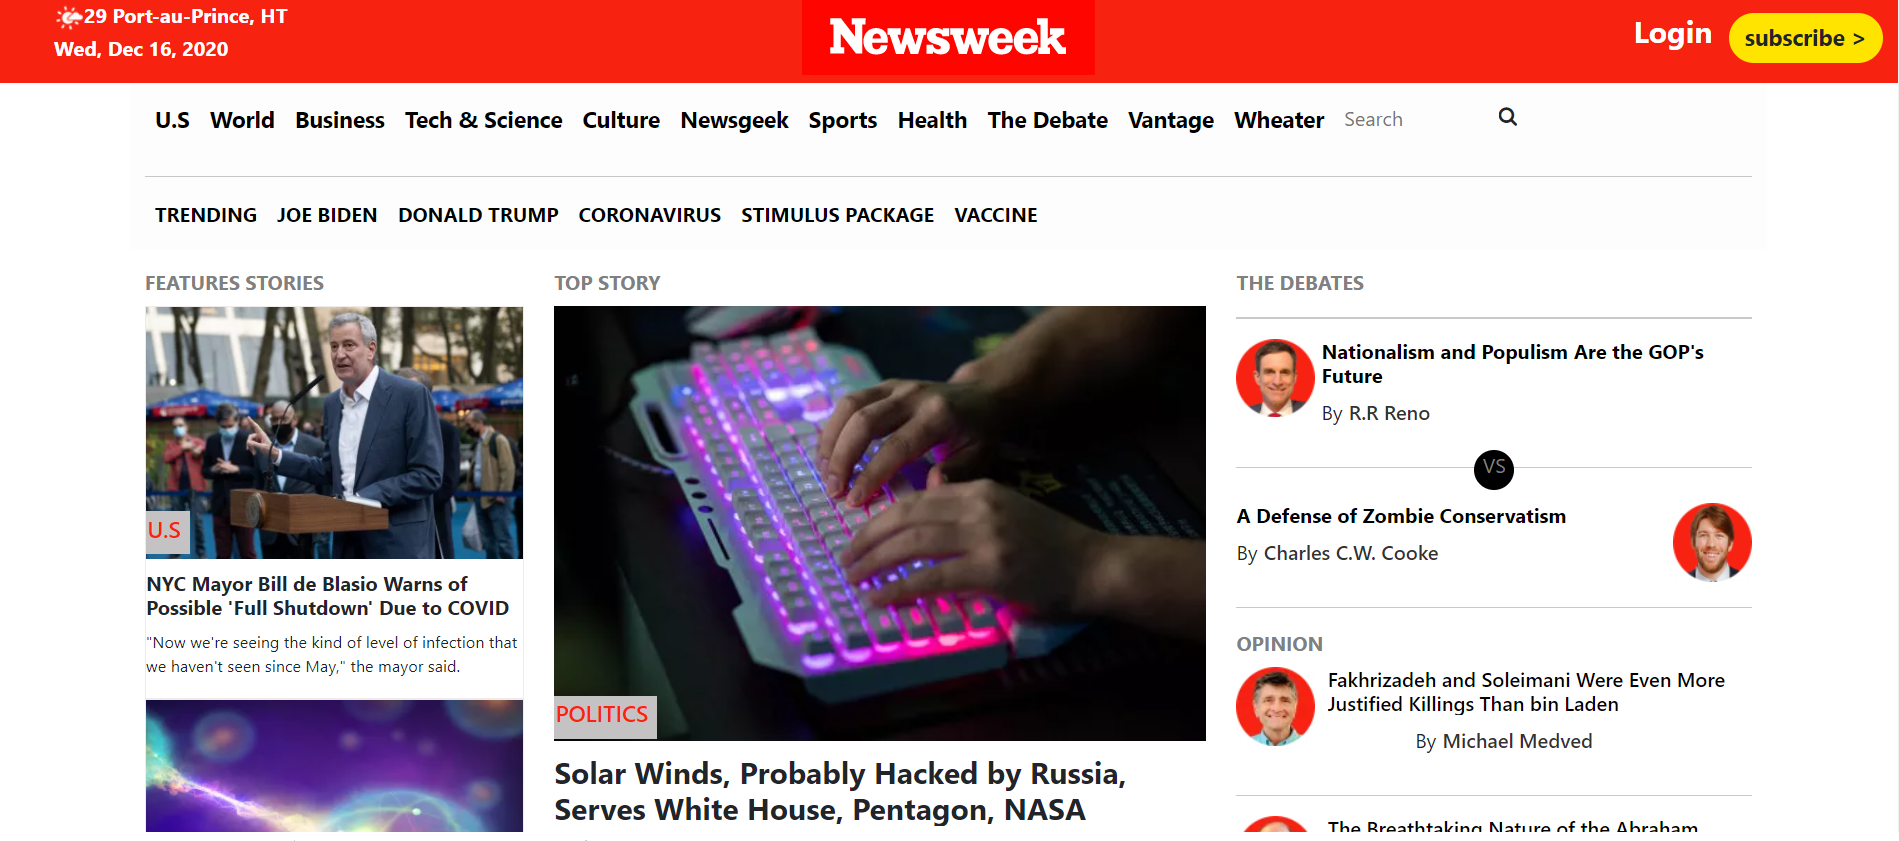 29 Port-au-Prince, HT
Wed, Dec 16, 2020
Newsweek
Login
subscribe >
U.S World Business Tech & Science Culture Newsgeek Sports Health The Debate Vantage Wheater Search
TRENDING JOE BIDEN DONALD TRUMP CORONAVIRUS STIMULUS PACKAGE VACCINE
FEATURES STORIES
U.S
NYC Mayor Bill de Blasio Warns of
Possible 'Full Shutdown' Due to COVID
"Now we're seeing the kind of level of infection that
we haven't seen since May," the mayor said.
TOP STORY
POLITICS
Solar Winds, Probably Hacked by Russia,
Serves White House, Pentagon, NASA
THE DEBATES
Nationalism and Populism Are the GOP's
Future
By R.R Reno
VS
A Defense of Zombie Conservatism
By Charles C.W. Cooke
OPINION
Fakhrizadeh and Soleimani Were Even More
Justified Killings Than bin Laden
By Michael Medved
The Breathtaking Nature of the Abraham